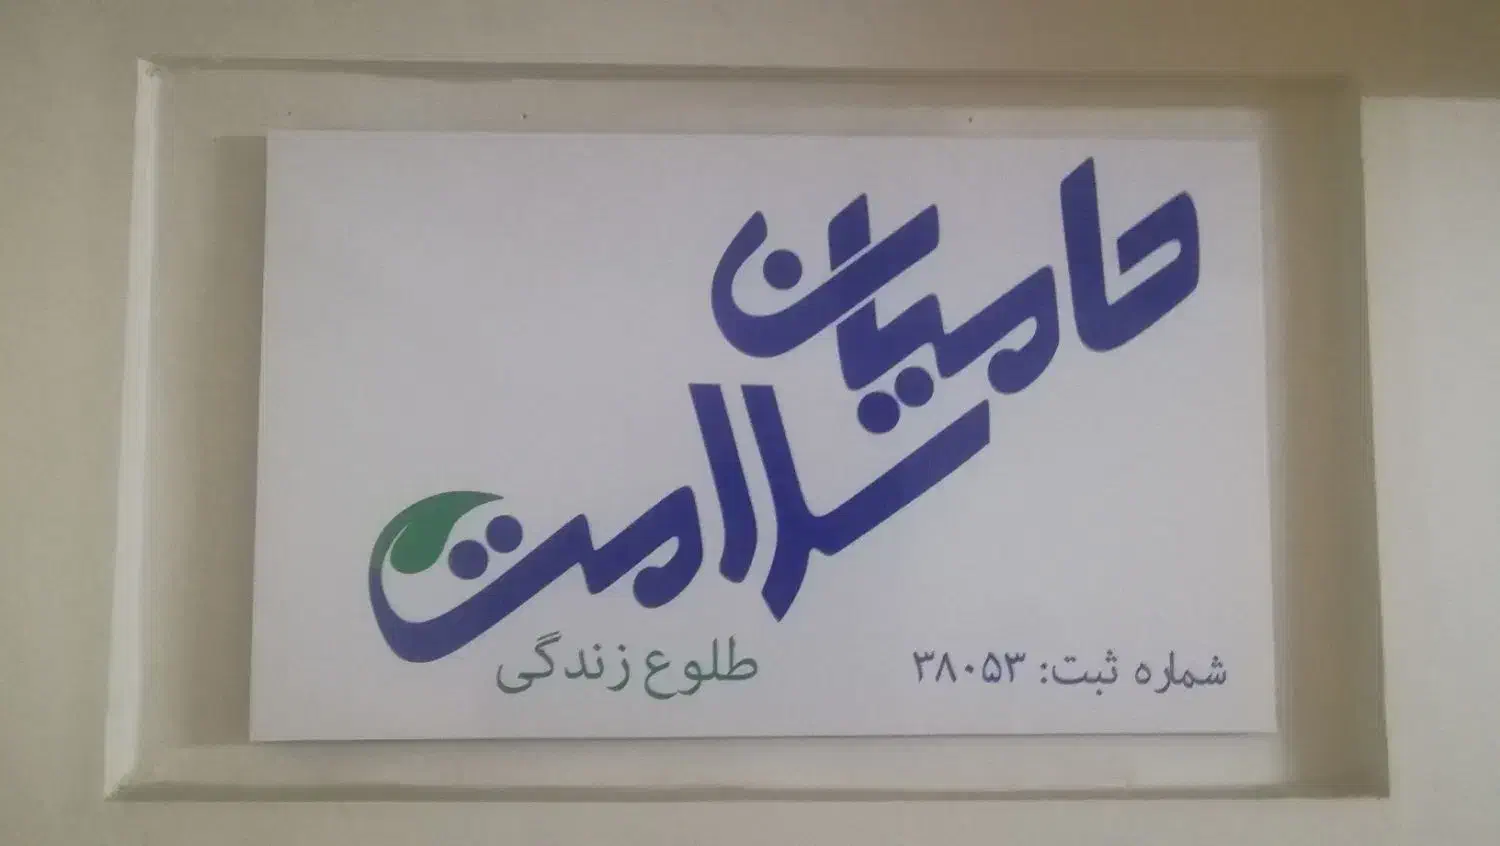 حامیان
سلامت
طلوع زندگی
شماره ثبت: ۳۸۰۵۳